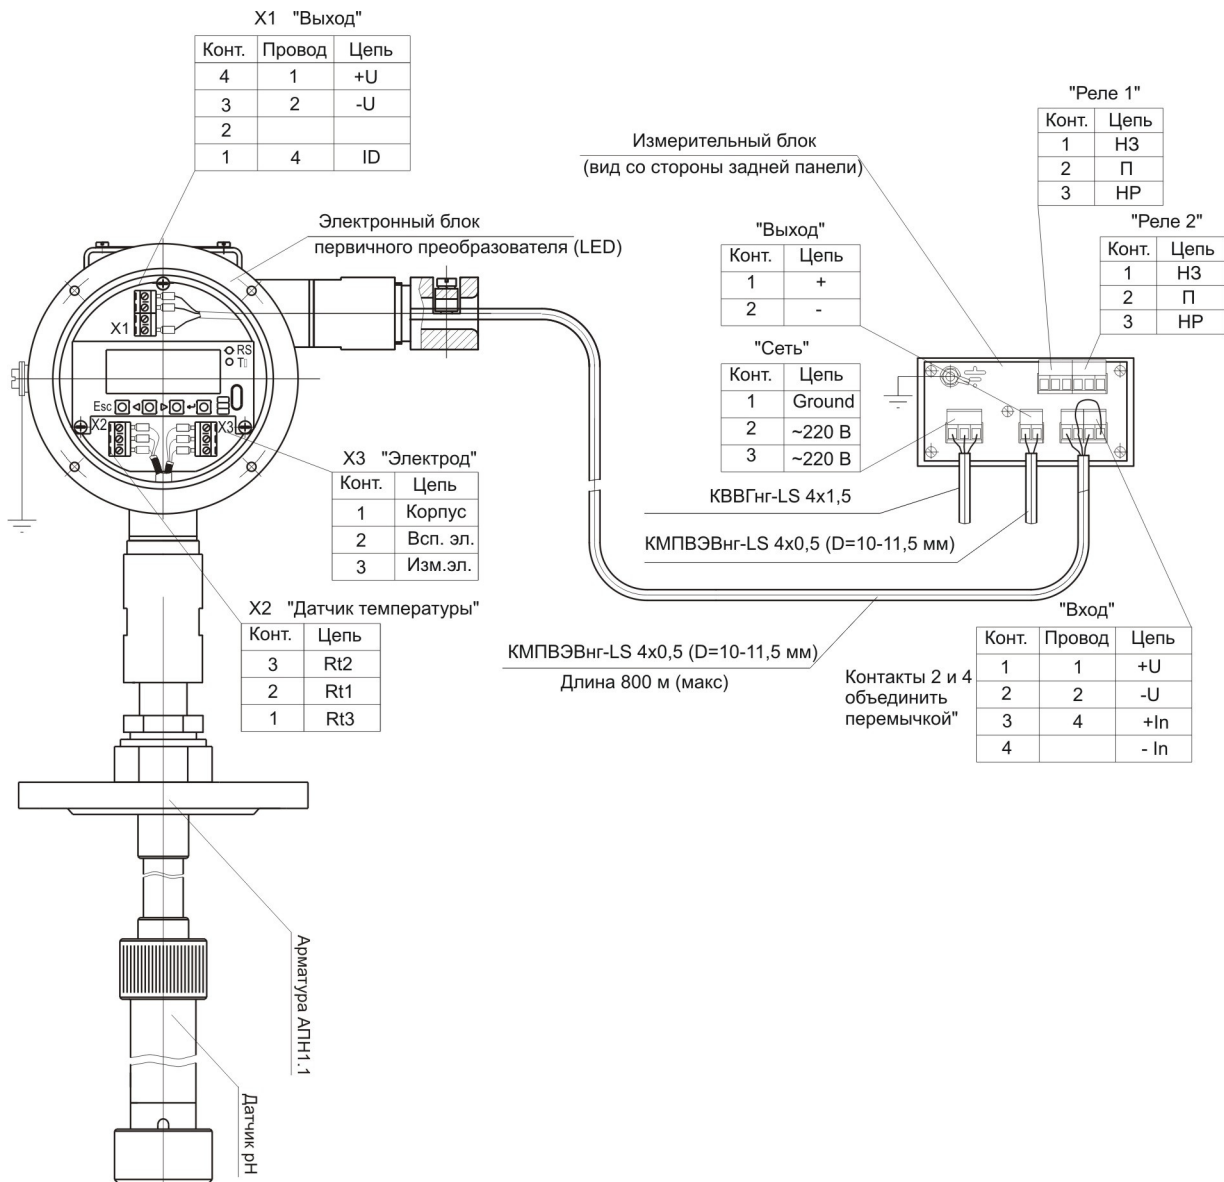 X1 "Выход"
Конт. Провод Цепь
4 1 +U
3 2 -U
2
1 4 ID
"Реле 1"
Конт. Цепь
1 НЗ
2 П
3 НР
Измерительный блок
(вид со стороны задней панели)
"Реле 2"
Конт. Цепь
1 НЗ
2 П
3 НР
Электронный блок
первичного преобразователя (LED)
"Выход"
Конт. Цепь
1 +
2 -
"Сеть"
Конт. Цепь
1 Ground
2 ~220 В
3 ~220 В
X1
RS
Esc
X2
X3
X3 "Электрод"
Конт. Цепь
1 Корпус
2 Всп. эл.
3 Изм.эл.
КВВГнг-LS 4x1,5
КМПВЭВнг-LS 4x0,5 (D=10-11,5 мм)
X2 "Датчик температуры"
Конт. Цепь
3 Rt2
2 Rt1
1 Rt3
КМПВЭВнг-LS 4x0,5 (D=10-11,5 мм)
Длина 800 м (макс)
Контакты 2 и 4
объединить
перемычкой"
"Вход"
Конт. Провод Цепь
1 1 +U
2 2 -U
3 4 +In
4 - In
Арматура АПН1.1
Датчик pH